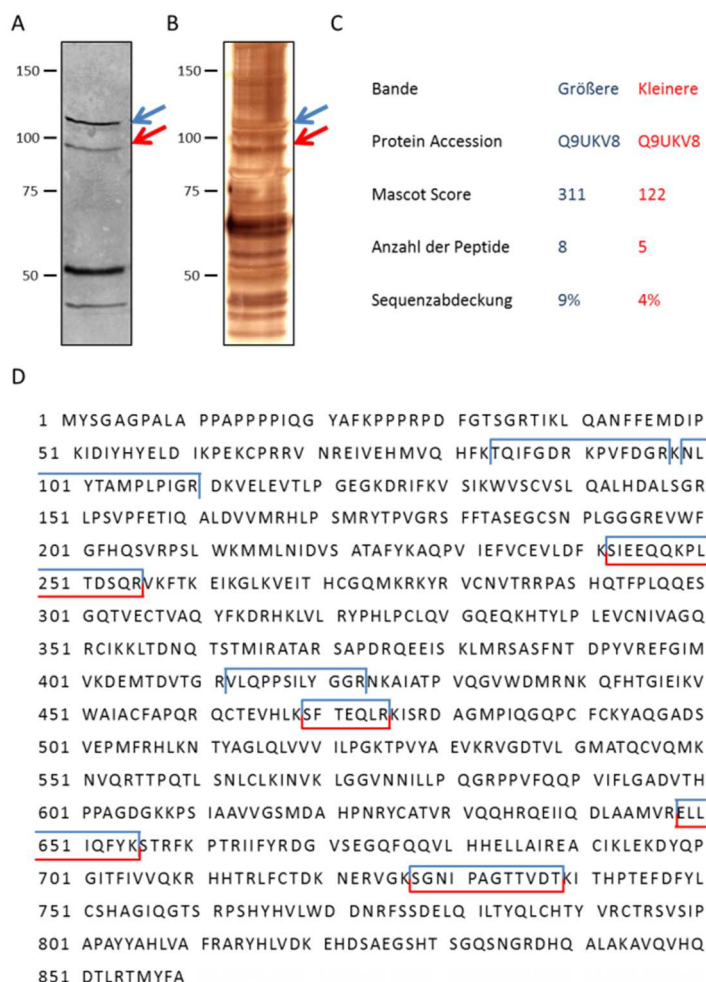 A B C
150
100
75
50
150
100
75
50
Bande Größere Kleinere
Protein Accession Q9UKV8 Q9UKV8
Mascot Score 311 122
Anzahl der Peptide 8 5
Sequenzabdeckung 9% 4%
D
1 MYSGAGPALA PPAPPPPIQG YAFKPPPRPD FGTSGRTIKL QANFFEMDIP
51 KIDIYHYELD IKPEKCPRRV NREIVEHMVQ HFKTQIFGDR KPVFDGRKNL
101 YTAMPLPIGR DKVELEVTLP GEGKDRIFKV SIKWVSCVSL QALHDALSGR
151 LPSVPFETIQ ALDVVMRHLP SMRYTPVGRS FFTASEGCSN PLGGGREVWF
201 GFHQSVRPSL WKMMLNIDVS ATAFYKAQPV IEFVCEVLDF KSIEEQQKPL
251 TDSQRVKFTK EIKGLKVEIT HCGQMKRKYR VCNVTRRPAS HQTFPLQQES
301 GQTVECTVAQ YFKDRHKLVL RYPHLPCLQV GQEQKHTYLP LEVCNIVAGQ
351 RCIKKLTDNQ TSTMIRATAR SAPDRQEEIS KLMRSASFNT DPYVREFGIM
401 VKDEMTDVTG RVLQPPSILY GGRNKAIATP VQGVWDMRNK QFHTGIEIKV
451 WAIACFAPQR QCTEVHLKSF TEQLRKISRD AGMPIQGQPC FCKYAQGADS
501 VEPMFRHLKN TYAGLQLVVV ILPGKTPVYA EVKRVGDTVL GMATQCVQMK
551 NVQRTTPQTL SNLCLKINVK LGGVNNILLP QGRPPVFQQP VIFLGADVTH
601 PPAGDGKKPS IAAVVGSMDA HPNRYCATVR VQQHRQEIIQ DLAAMVRELL
651 IQFYKSTRFK PTRIIFYRDG VSEGQFQQVL HHELLAIREA CIKLEKDYQP
701 GITFIVVQKR HHTRLFCTDK NERVGKSGNI PAGTTVDTKI THPTEFDFYL
751 CSHAGIQGTS RPSHYHVLWD DNRFSSDELQ ILTYQLCHTY VRCTRSVSIP
801 APAYYAHLVA FRARYHLVDK EHDSAEGSHT SGQSNGRDHQ ALAKAVQVHQ
851 DTLRTMYFA